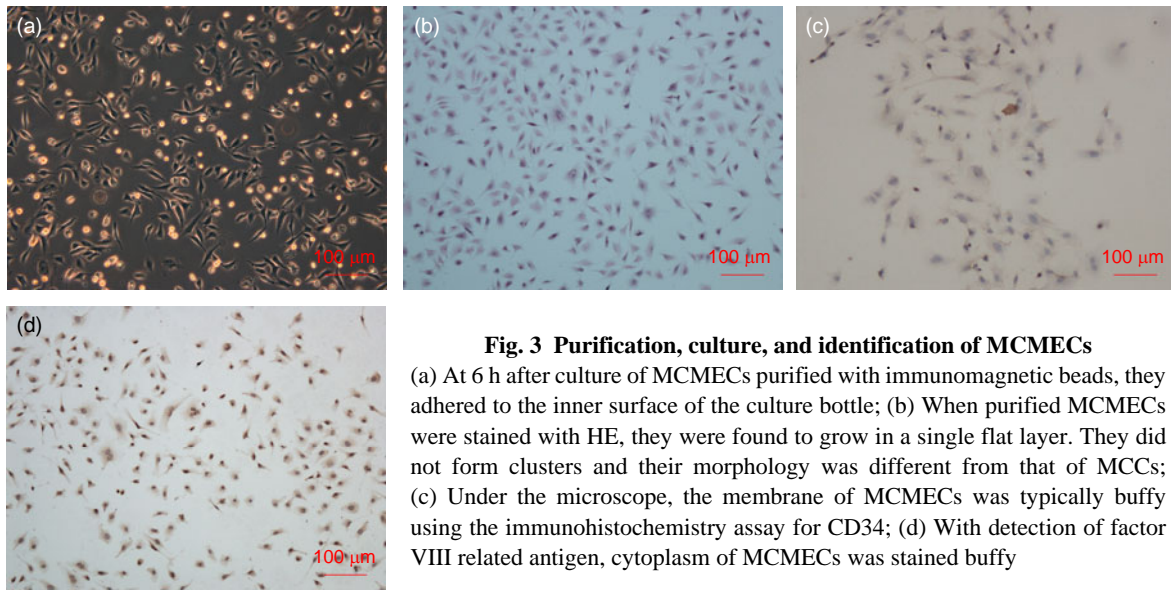 (a)
100 μm
(b)
100 μm
(c)
100 μm
(d)
100 μm
Fig. 3 Purification, culture, and identification of MCMECs
(a) At 6 h after culture of MCMECs purified with immunomagnetic beads, they
adhered to the inner surface of the culture bottle; (b) When purified MCMECs
were stained with HE, they were found to grow in a single flat layer. They did
not form clusters and their morphology was different from that of MCCs;
(c) Under the microscope, the membrane of MCMECs was typically buffy
using the immunohistochemistry assay for CD34; (d) With detection of factor
VIII related antigen, cytoplasm of MCMECs was stained buffy